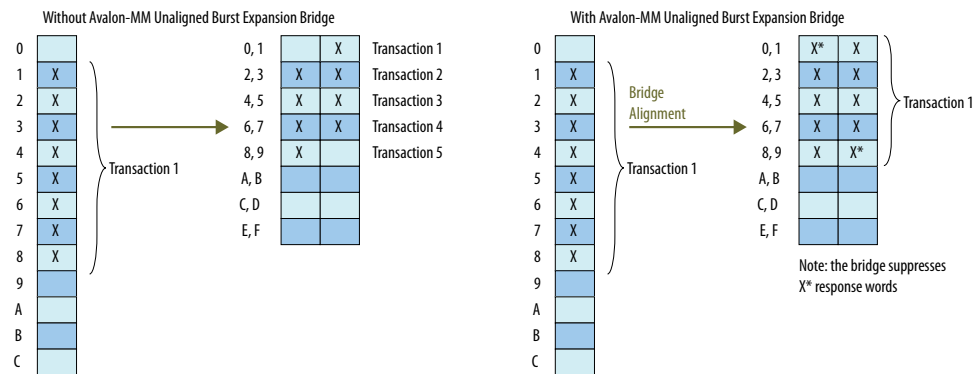 Without Avalon-MM Unaligned Burst Expansion Bridge
0
1 X
2 X
3 X
4 X
5 X
6 X
7 X
8 X
9
A
B
C
Transaction 1
0, 1 X Transaction 1
2, 3 X X Transaction 2
4, 5 X X Transaction 3
6, 7 X X Transaction 4
8, 9 X Transaction 5
A, B
C, D
E, F
With Avalon-MM Unaligned Burst Expansion Bridge
0
1 X
2 X
3 X
4 X
5 X
6 X
7 X
8 X
9
A
B
C
Transaction 1
Bridge
Alignment
0, 1 X* X
2, 3 X X
4, 5 X X
6, 7 X X
8, 9 X X*
A, B
C, D
E, F
Transaction 1
Note: the bridge suppresses
X* response words